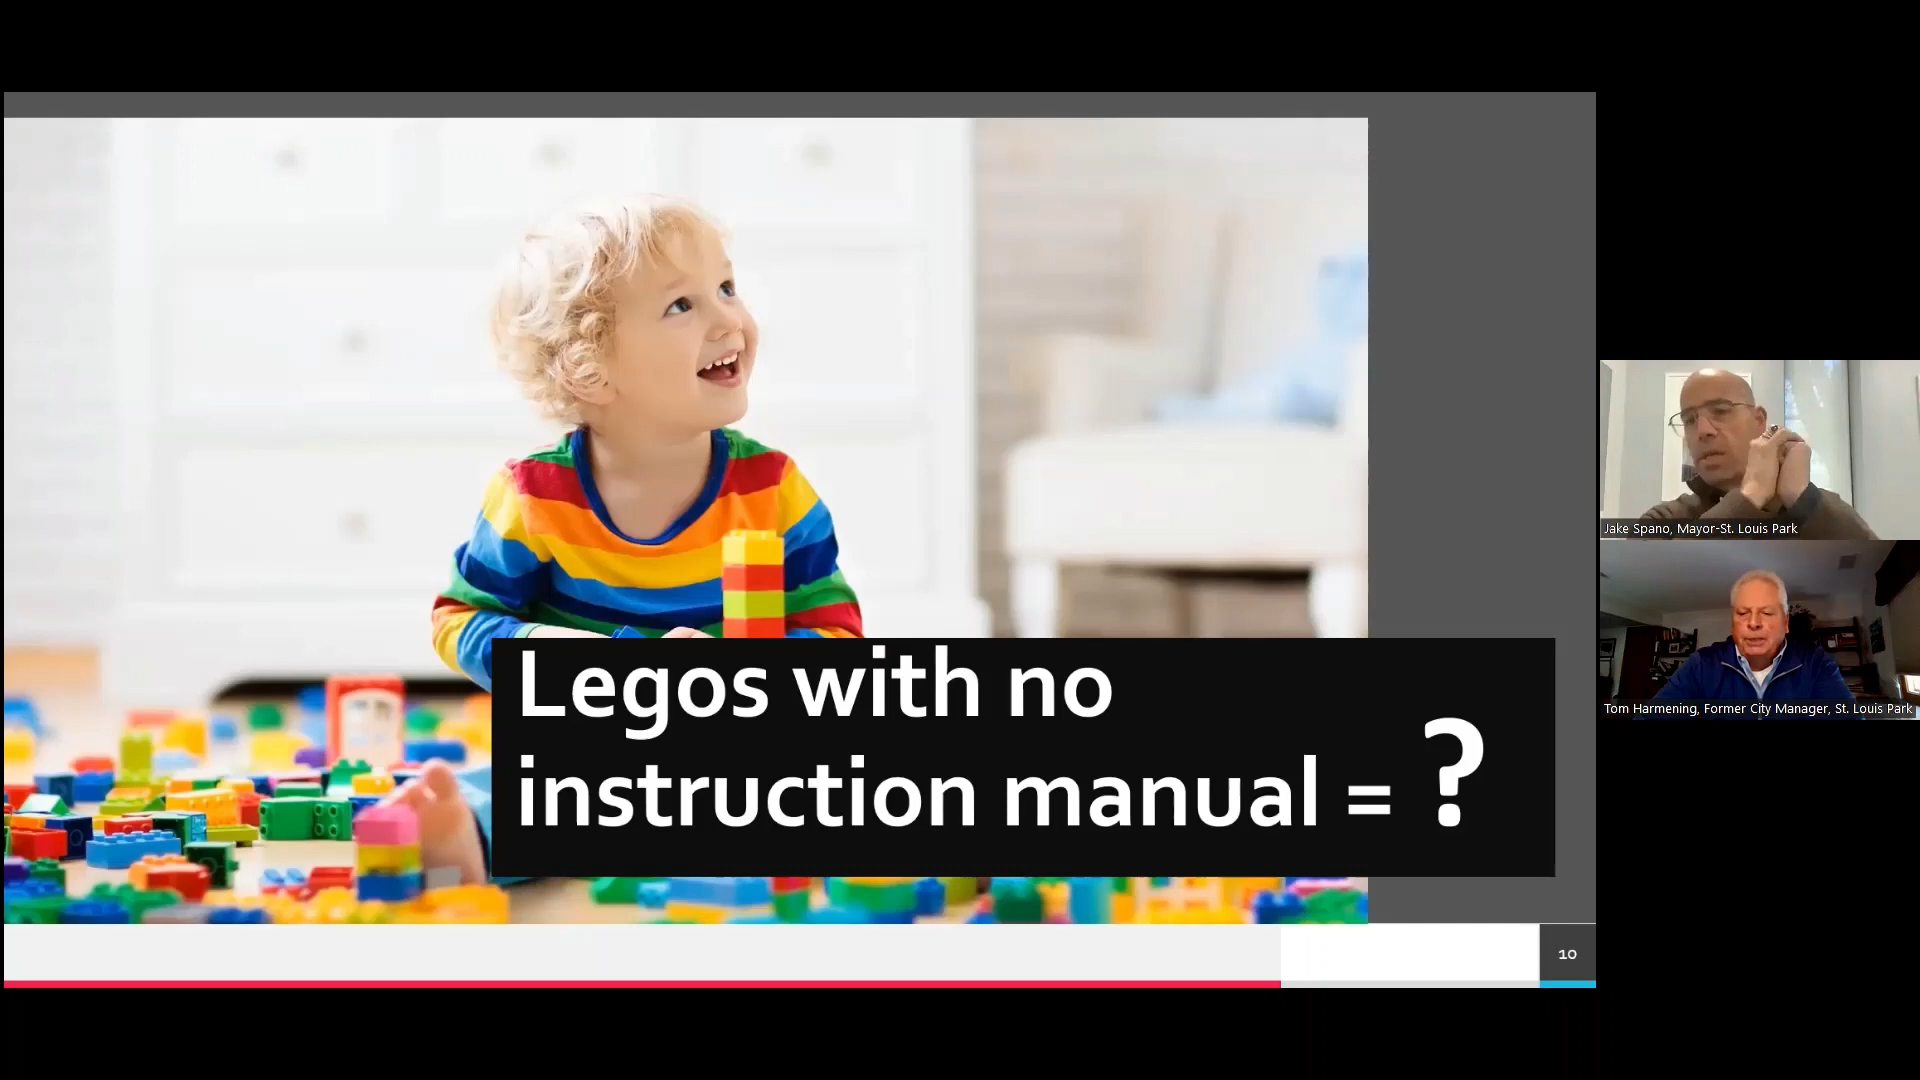 Legos with no
instruction manual = ?
10
Jake Spano, Mayor-St. Louis Park
Tom Harmening, Former City Manager, St. Louis Park